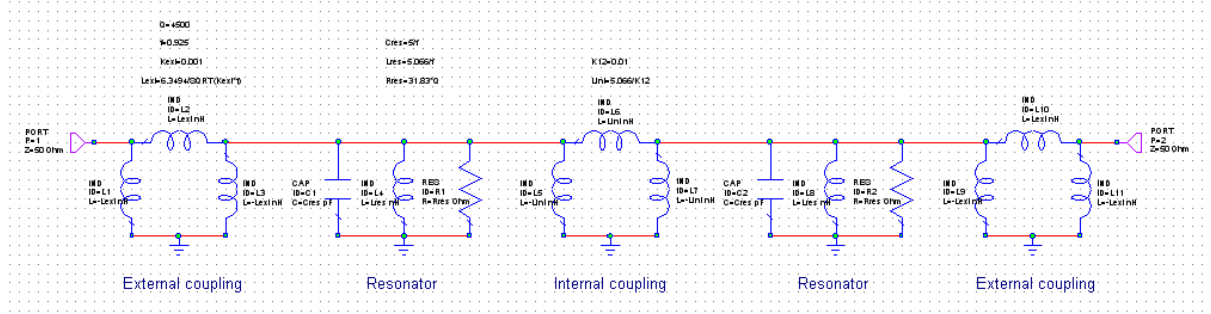 Q=4500
f=0.925
Kext=0.001
Lext=6.3494/SQRT(Kext*f)
Cres=5/f
Lres=5.066/f
Rres=31.83*Q
K12=0.01
Lint=5.066/K12
IND
ID=L2
L=Lext nH
IND
ID=L6
L=Lint nH
IND
ID=L10
L=Lext nH
PORT
P=1
Z=50 Ohm
PORT
P=2
Z=50 Ohm
IND
ID=L1
L=-Lext nH
IND
ID=L3
L=-Lext nH
CAP
ID=C1
C=Cres pF
IND
ID=L4
L=Lres nH
RES
ID=R1
R=Rres Ohm
IND
ID=L5
L=-Lint nH
IND
ID=L7
L=-Lint nH
CAP
ID=C2
C=Cres pF
IND
ID=L8
L=Lres nH
RES
ID=R2
R=Rres Ohm
IND
ID=L9
L=-Lext nH
IND
ID=L11
L=-Lext nH
External coupling
Resonator
Internal coupling
Resonator
External coupling